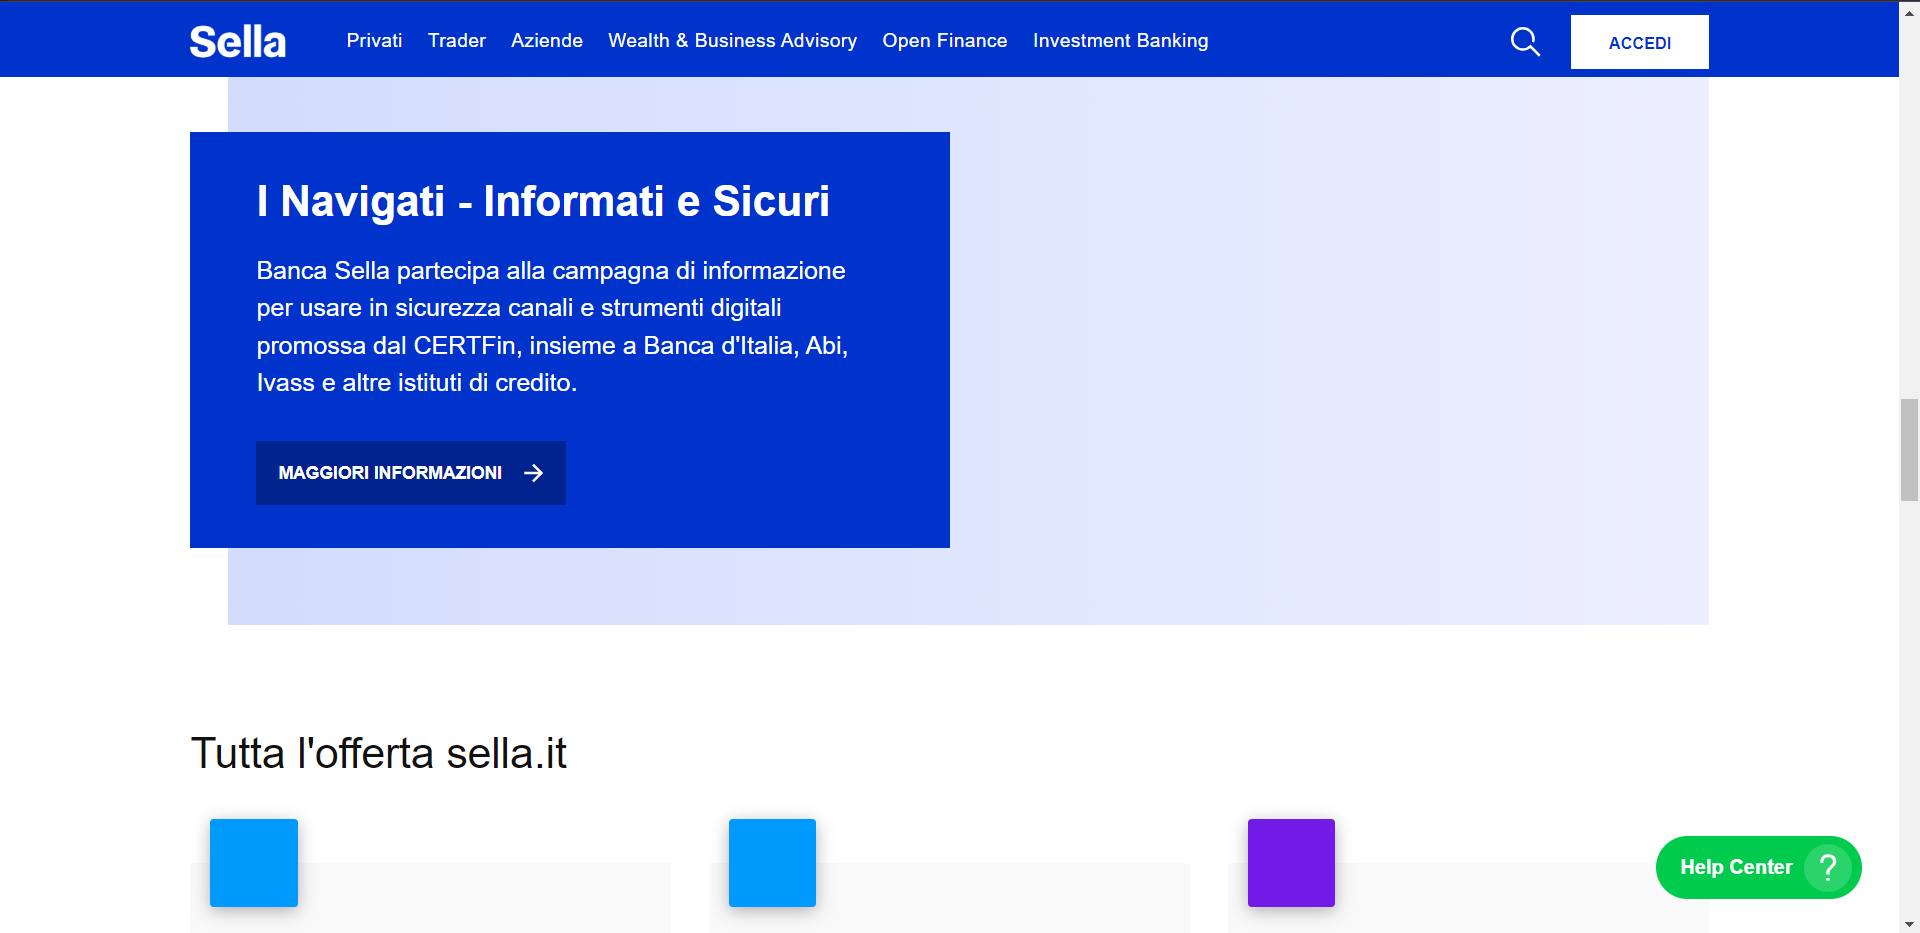 Sella
Privati Trader Aziende Wealth & Business Advisory Open Finance Investment Banking
ACCEDI
I Navigati - Informati e Sicuri
Banca Sella partecipa alla campagna di informazione
per usare in sicurezza canali e strumenti digitali
promossa dal CERTFin, insieme a Banca d'Italia, Abi,
Ivass e altre istituti di credito.
MAGGIORI INFORMAZIONI
Tutta l'offerta sella.it
Help Center ?